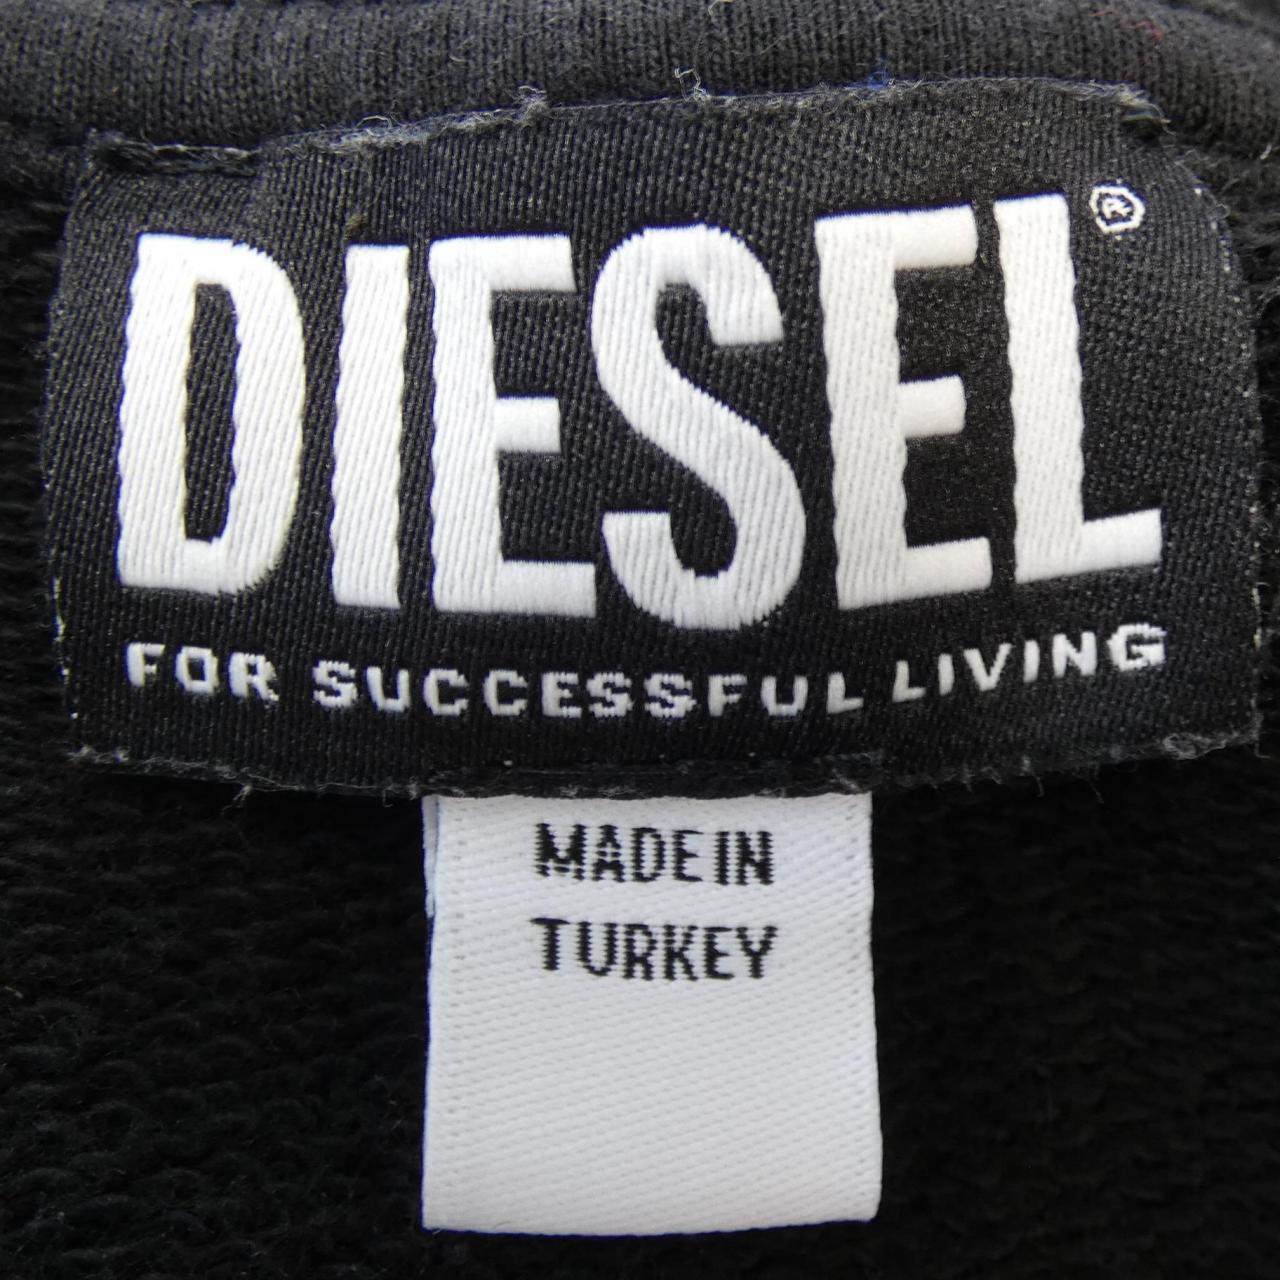 DIESEL®
FOR SUCCESSFUL LIVING
MADE IN
TURKEY